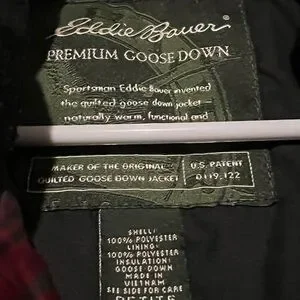 Eddie Bauer
PREMIUM GOOSE DOWN
Sportsman Eddie Bauer invented
the quilted goose down jacket
naturally warm, functional and
MAKER OF THE ORIGINAL
QUILTED GOOSE DOWN JACKET
U.S. PATENT
D119,122
SHELL:
100% POLYESTER
LINING:
100% POLYESTER
INSULATION:
GOOSE DOWN
MADE IN
VIETNAM
SEE SIDE FOR CARE
PETITE